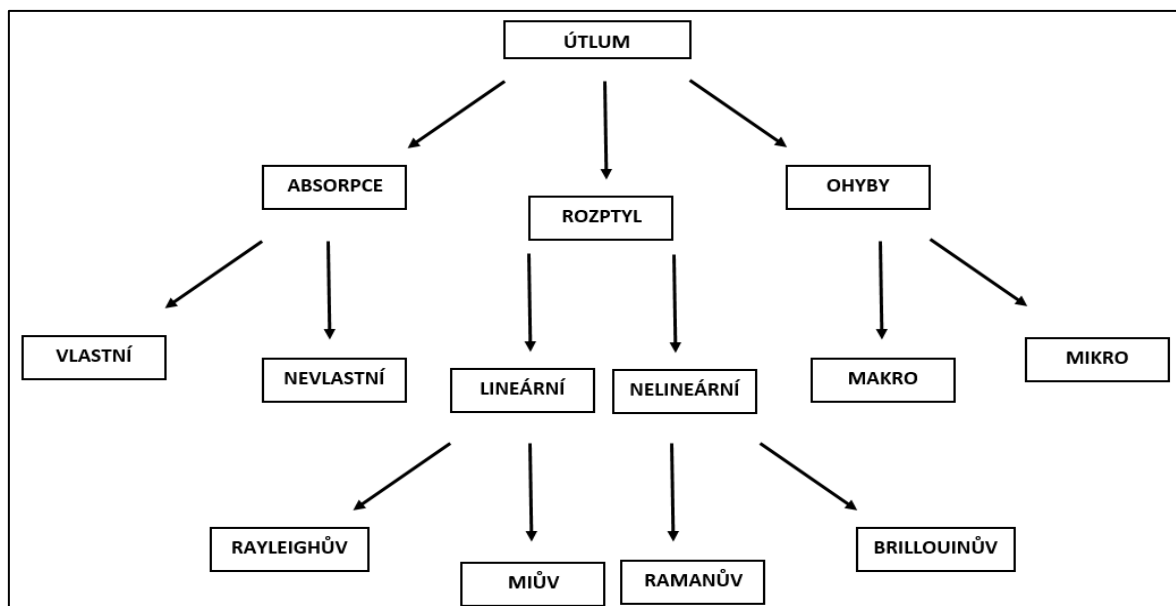 ÚTLUM
ABSORPCE
OHYBY
ROZPTYL
VLASTNÍ
NEVLASTNÍ
LINEÁRNÍ
NELINEÁRNÍ
MAKRO
MIKRO
RAYLEIGHŮV
MIŮV
RAMANŮV
BRILLOUINŮV